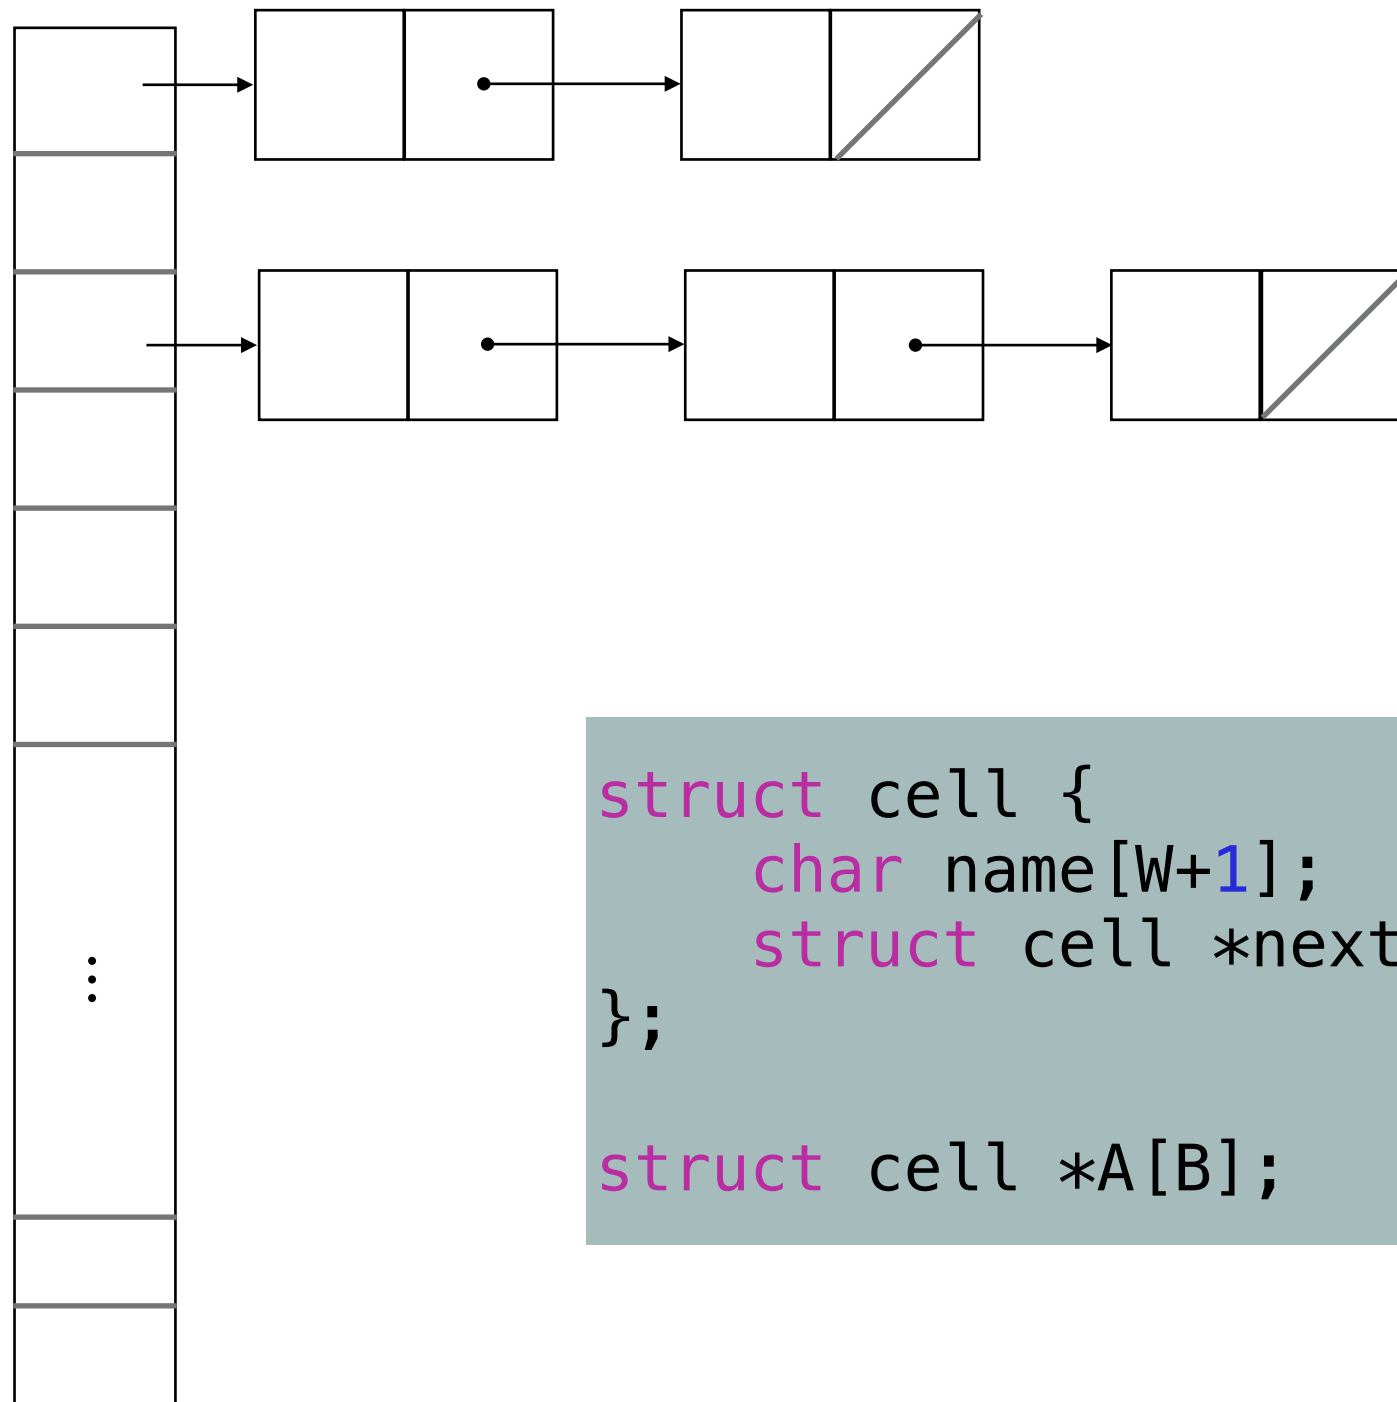 struct cell {
    char name[W+1];
    struct cell *next
};
struct cell *A[B];